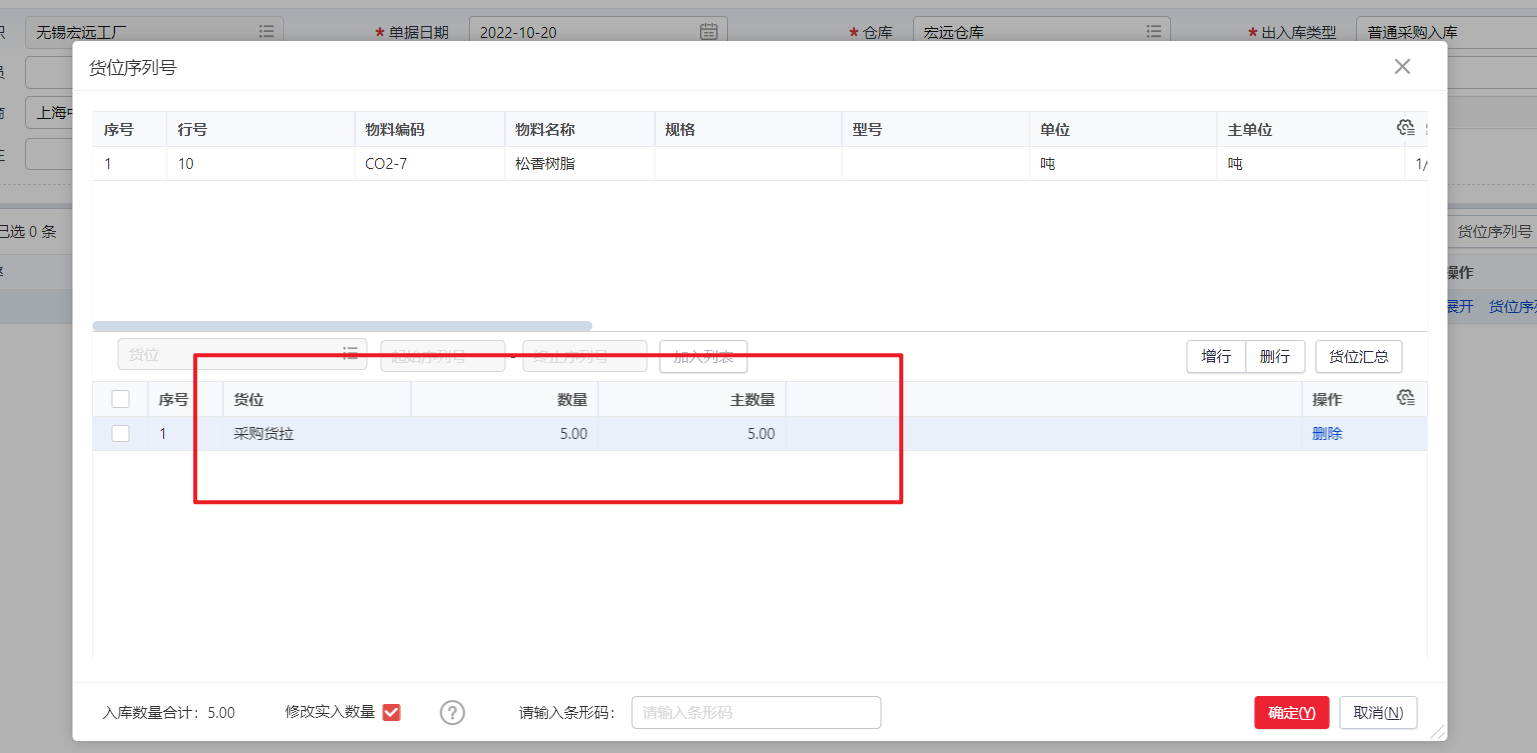 无锡宏远工厂 * 单据日期 2022-10-20 * 仓库 宏远仓库 * 出入库类型 普通采购入库
货位序列号
上海中
序号 行号 物料编码 物料名称 规格 型号 单位 主单位
1 10 CO2-7 松香树脂 吨 吨 1/
已选 0 条 货位序列号
操作
展开 货位序列
货位 起始序列号 - 终止序列号 加入列表 增行 删行 货位汇总
序号 货位 数量 主数量 操作
1 采购货拉 5.00 5.00 删除
入库数量合计：5.00 修改实入数量 ? 请输入条形码： 请输入条形码 确定(Y) 取消(N)